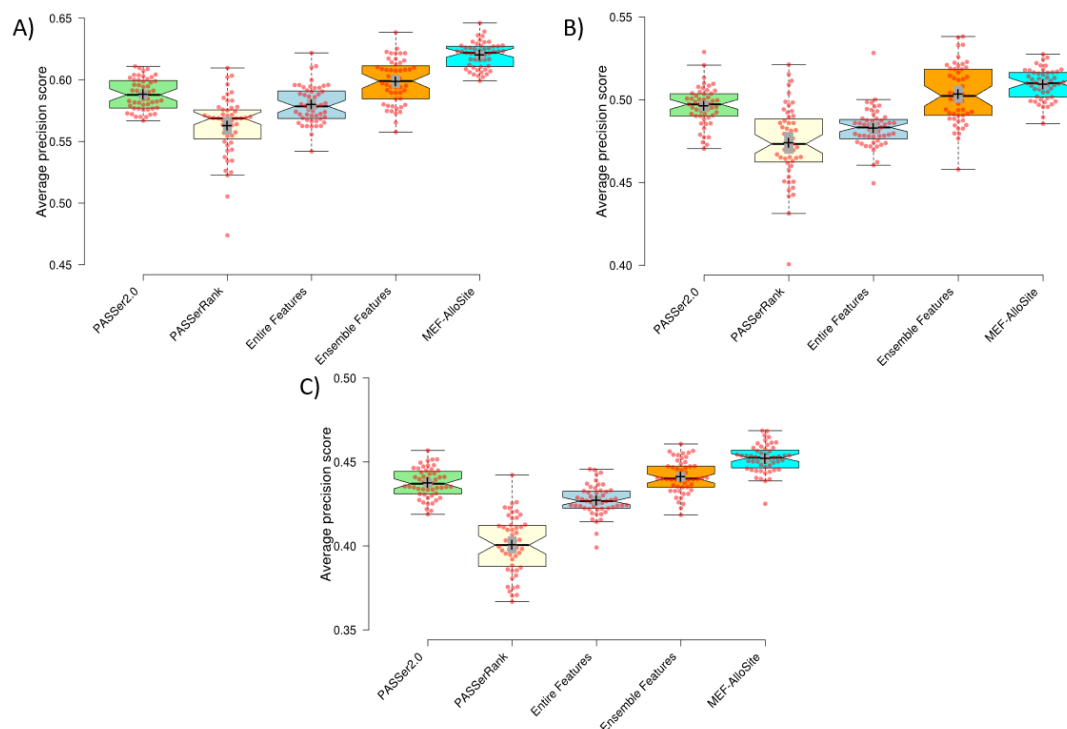 A)
Average precision score
0.65
0.60
0.55
0.50
0.45
PASSer2.0
PASSerRank
Entire Features
Ensemble Features
MEF-AlloSite
B)
Average precision score
0.55
0.50
0.45
0.40
PASSer2.0
PASSerRank
Entire Features
Ensemble Features
MEF-AlloSite
C)
Average precision score
0.50
0.45
0.40
0.35
PASSer2.0
PASSerRank
Entire Features
Ensemble Features
MEF-AlloSite